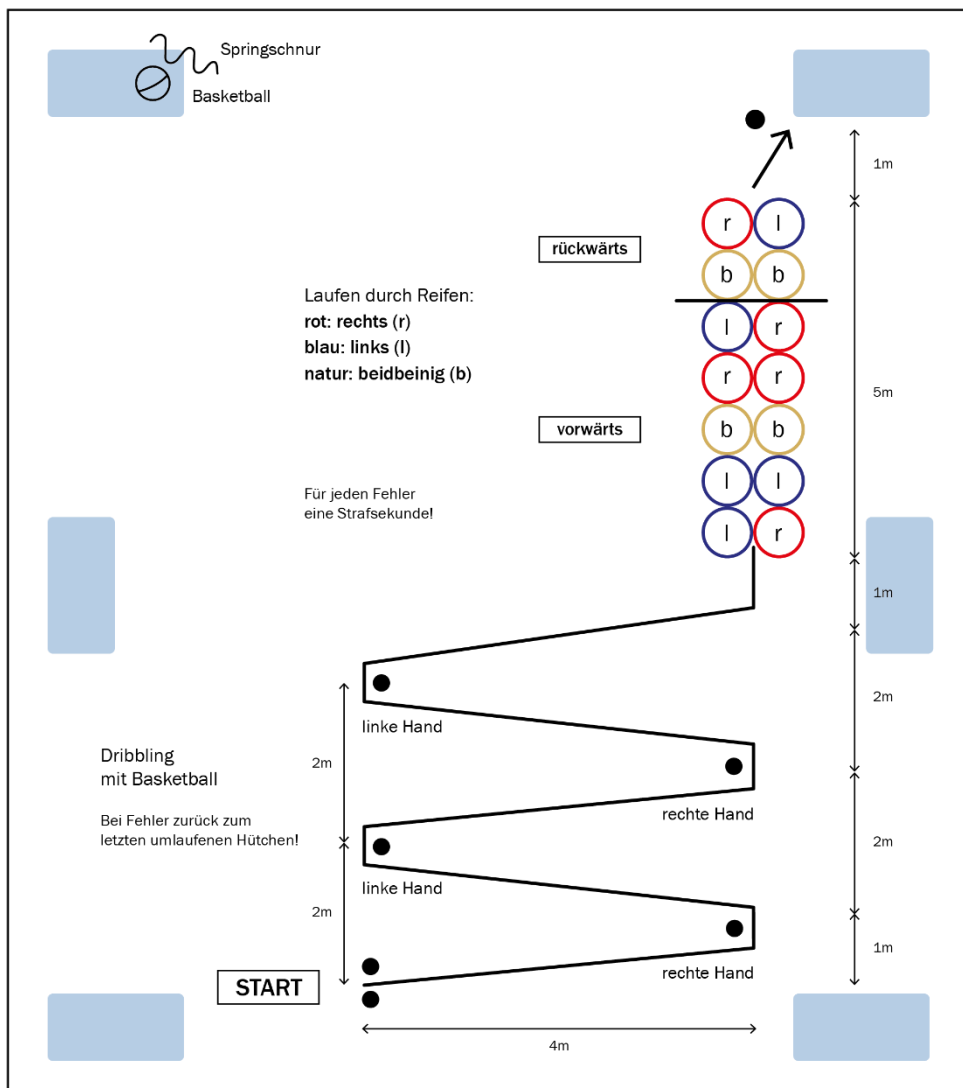 Springschnur
Basketball
1m
r l
rückwärts
b b
Laufen durch Reifen:
rot: rechts (r)
blau: links (l)
natur: beidbeinig (b)
l r
r r
5m
b b
vorwärts
l l
Für jeden Fehler
eine Strafsekunde!
l r
1m
2m
linke Hand
Dribbling
mit Basketball
2m
Bei Fehler zurück zum
letzten umlaufenen Hütchen!
rechte Hand
2m
linke Hand
2m
rechte Hand
1m
START
4m